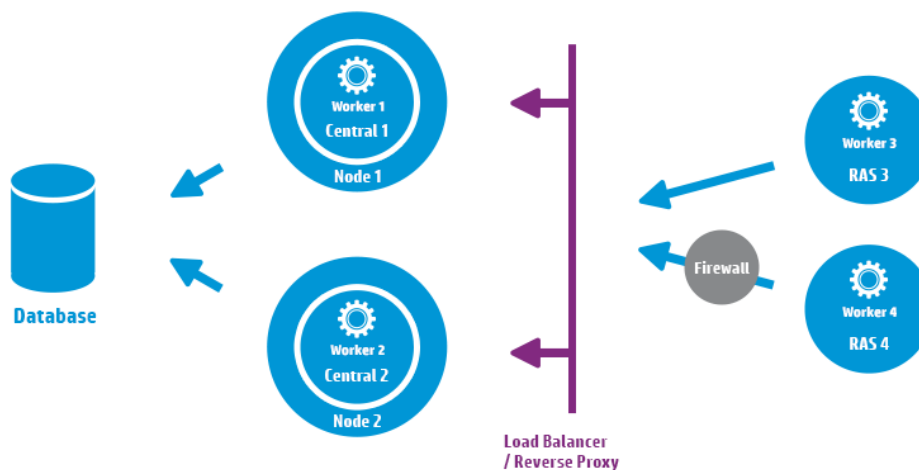 Worker 1
Central 1
Node 1
Worker 3
RAS 3
Database
Firewall
Worker 4
RAS 4
Worker 2
Central 2
Node 2
Load Balancer
/ Reverse Proxy